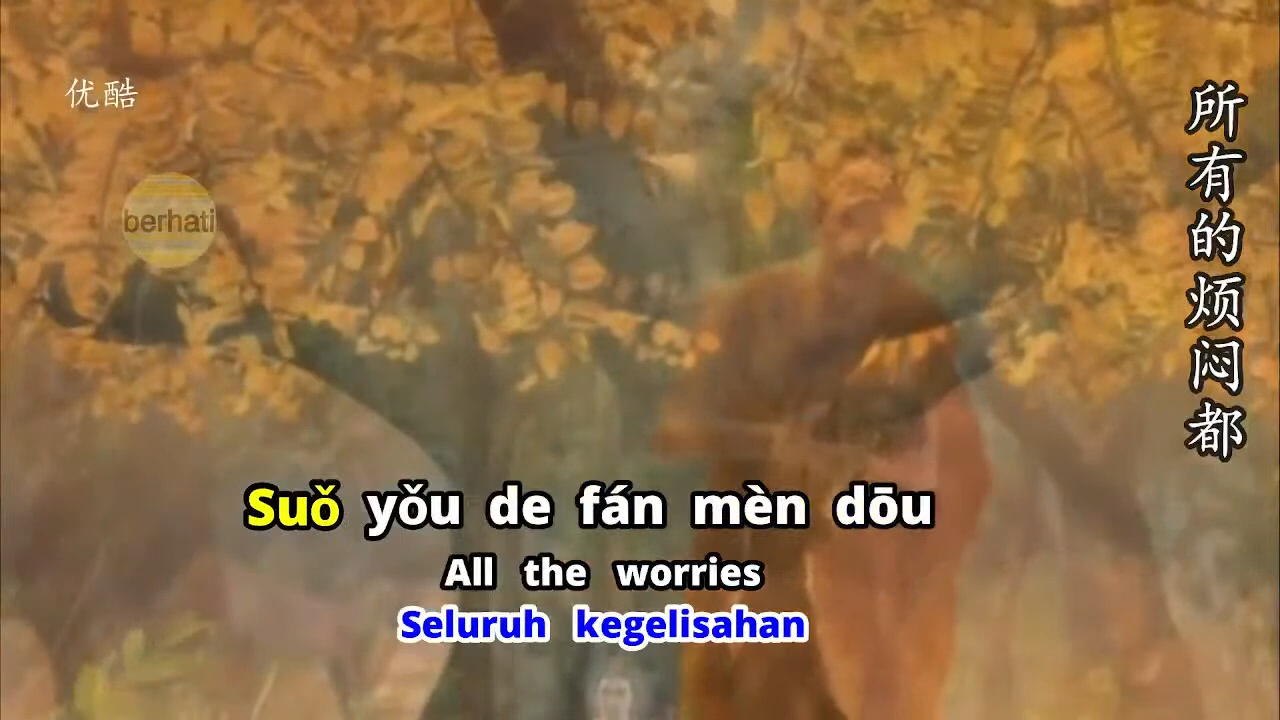 优酷
berhati
所有的烦闷都
Suǒ yǒu de fán mèn dōu
All the worries
Seluruh kegelisahan